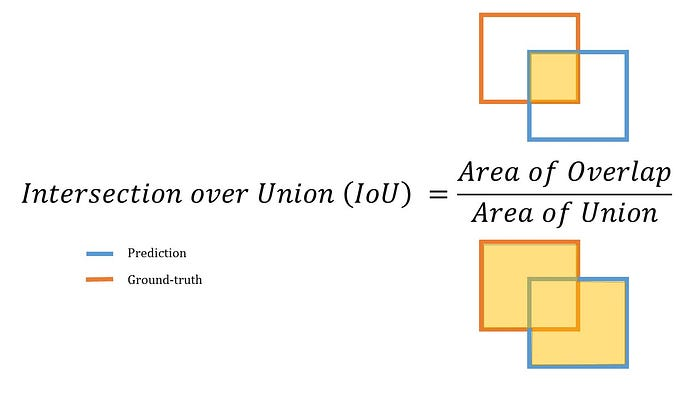 Intersection over Union (IoU) = Area of Overlap
Area of Union
Prediction
Ground-truth